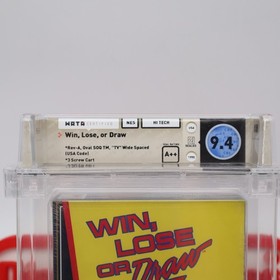 WATA CERTIFIED NES HI TECH
Win, Lose, or Draw
*Rev-A, Oval SOQ TM, "TV" Wide Spaced
(USA Code)
*3 Screw Cart
A++
9.4
WIN,
LOSE
OR Draw